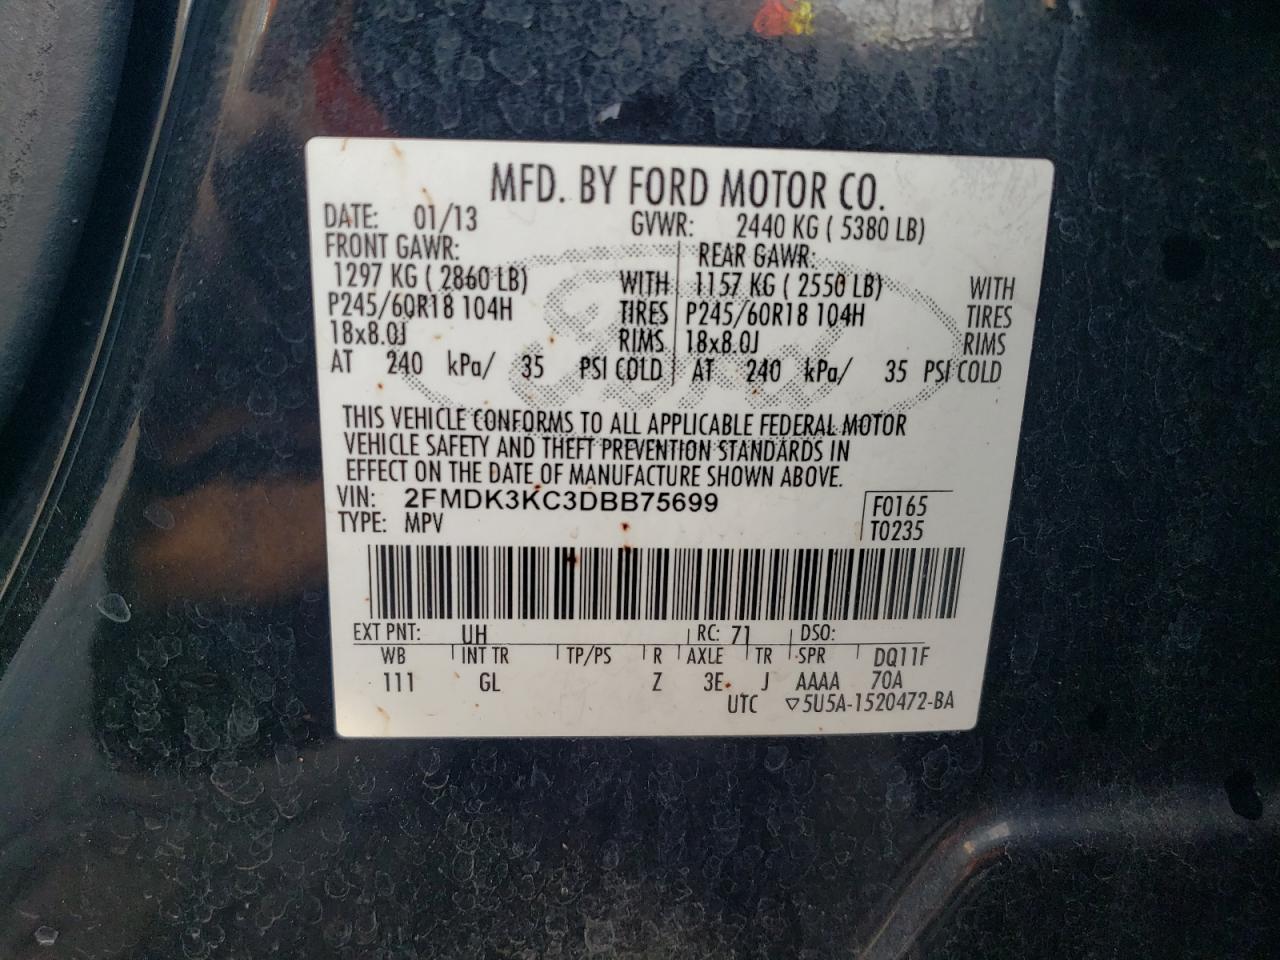 MFD. BY FORD MOTOR CO.
DATE: 01/13 GVWR: 2440 KG ( 5380 LB)
FRONT GAWR: REAR GAWR:
1297 KG ( 2860 LB) WITH 1157 KG ( 2550 LB) WITH
P245/60R18 104H TIRES P245/60R18 104H TIRES
18x8.0J RIMS 18x8.0J RIMS
AT 240 kPa/ 35 PSI COLD AT 240 kPa/ 35 PSI COLD
THIS VEHICLE CONFORMS TO ALL APPLICABLE FEDERAL MOTOR
VEHICLE SAFETY AND THEFT PREVENTION STANDARDS IN
EFFECT ON THE DATE OF MANUFACTURE SHOWN ABOVE.
VIN: 2FMDK3KC3DBB75699 F0165
TYPE: MPV T0235
EXT PNT: UH RC: 71 DSO:
WB INT TR TP/PS R AXLE TR SPR DQ11F
111 GL Z 3E J AAAA 70A
UTC ▽5U5A-1520472-BA